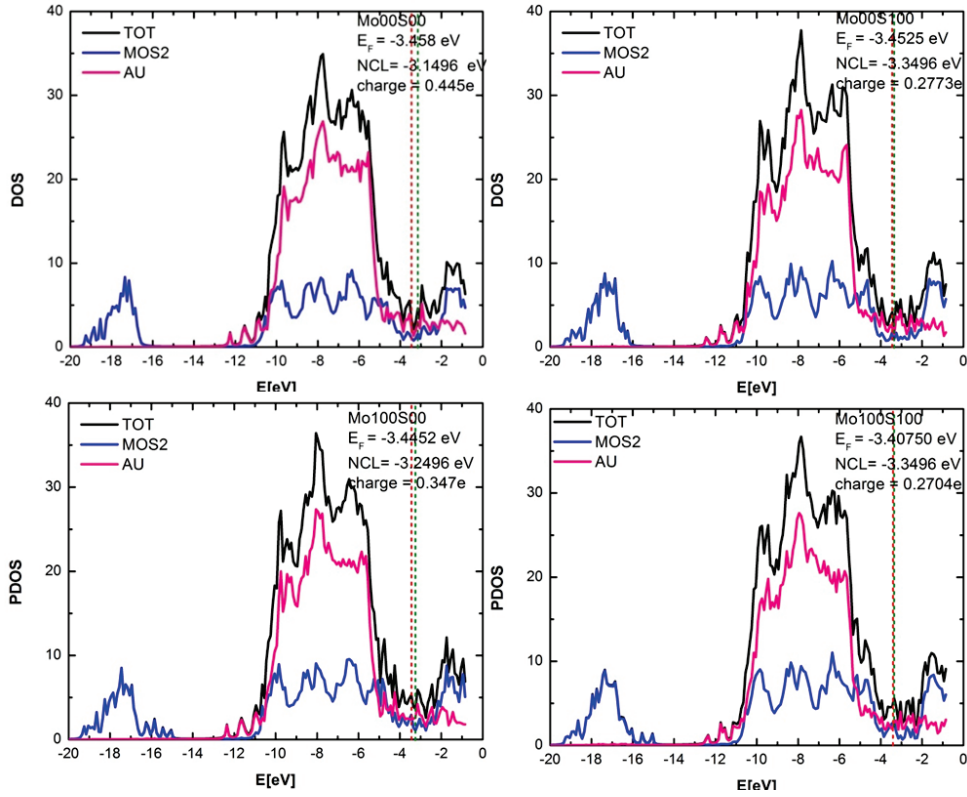 Mo00S00
E_F = -3.458 eV
NCL= -3.1496 eV
charge = 0.445e
TOT
MOS2
AU
40
30
20
10
0
DOS
-20 -18 -16 -14 -12 -10 -8 -6 -4 -2 0
E[eV]
Mo00S100
E_F = -3.4525 eV
NCL= -3.3496 eV
charge = 0.2773e
TOT
MOS2
AU
40
30
20
10
0
DOS
-20 -18 -16 -14 -12 -10 -8 -6 -4 -2 0
E[eV]
Mo100S00
E_F = -3.4452 eV
NCL= -3.2496 eV
charge = 0.347e
TOT
MOS2
AU
40
30
20
10
0
PDOS
-20 -18 -16 -14 -12 -10 -8 -6 -4 -2 0
E[eV]
Mo100S100
E_F = -3.40750 eV
NCL= -3.3496 eV
charge = 0.2704e
TOT
MOS2
AU
40
30
20
10
0
PDOS
-20 -18 -16 -14 -12 -10 -8 -6 -4 -2 0
E[eV]